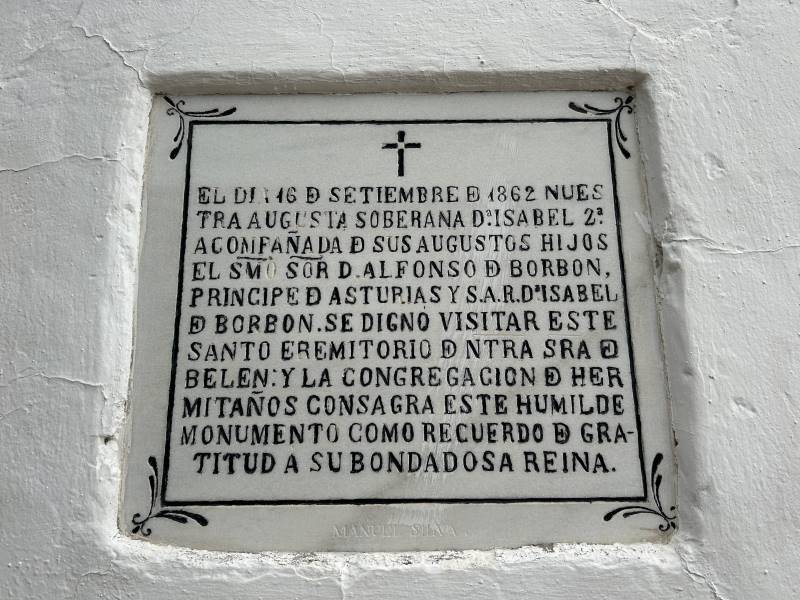 EL DIA 16 Đ SETIEMBRE Đ 1862 NUES
TRA AUGUSTA SOBERANA Dª ISABEL 2ª
ACOMPAÑADA Đ SUS AUGUSTOS HIJOS
EL SMO SOR D. ALFONSO Đ BORBON,
PRINCIPE Đ ASTURIAS Y S.A.R. Dª ISABEL
Đ BORBON. SE DIGNO VISITAR ESTE
SANTO EREMITORIO Đ NTRA SRA Đ
BELEN: Y LA CONGREGACION Đ HER
MITAÑOS CONSAGRA ESTE HUMILDE
MONUMENTO COMO RECUERDO Đ GRA-
TITUD A SU BONDADOSA REINA.
MANUEL SILVA